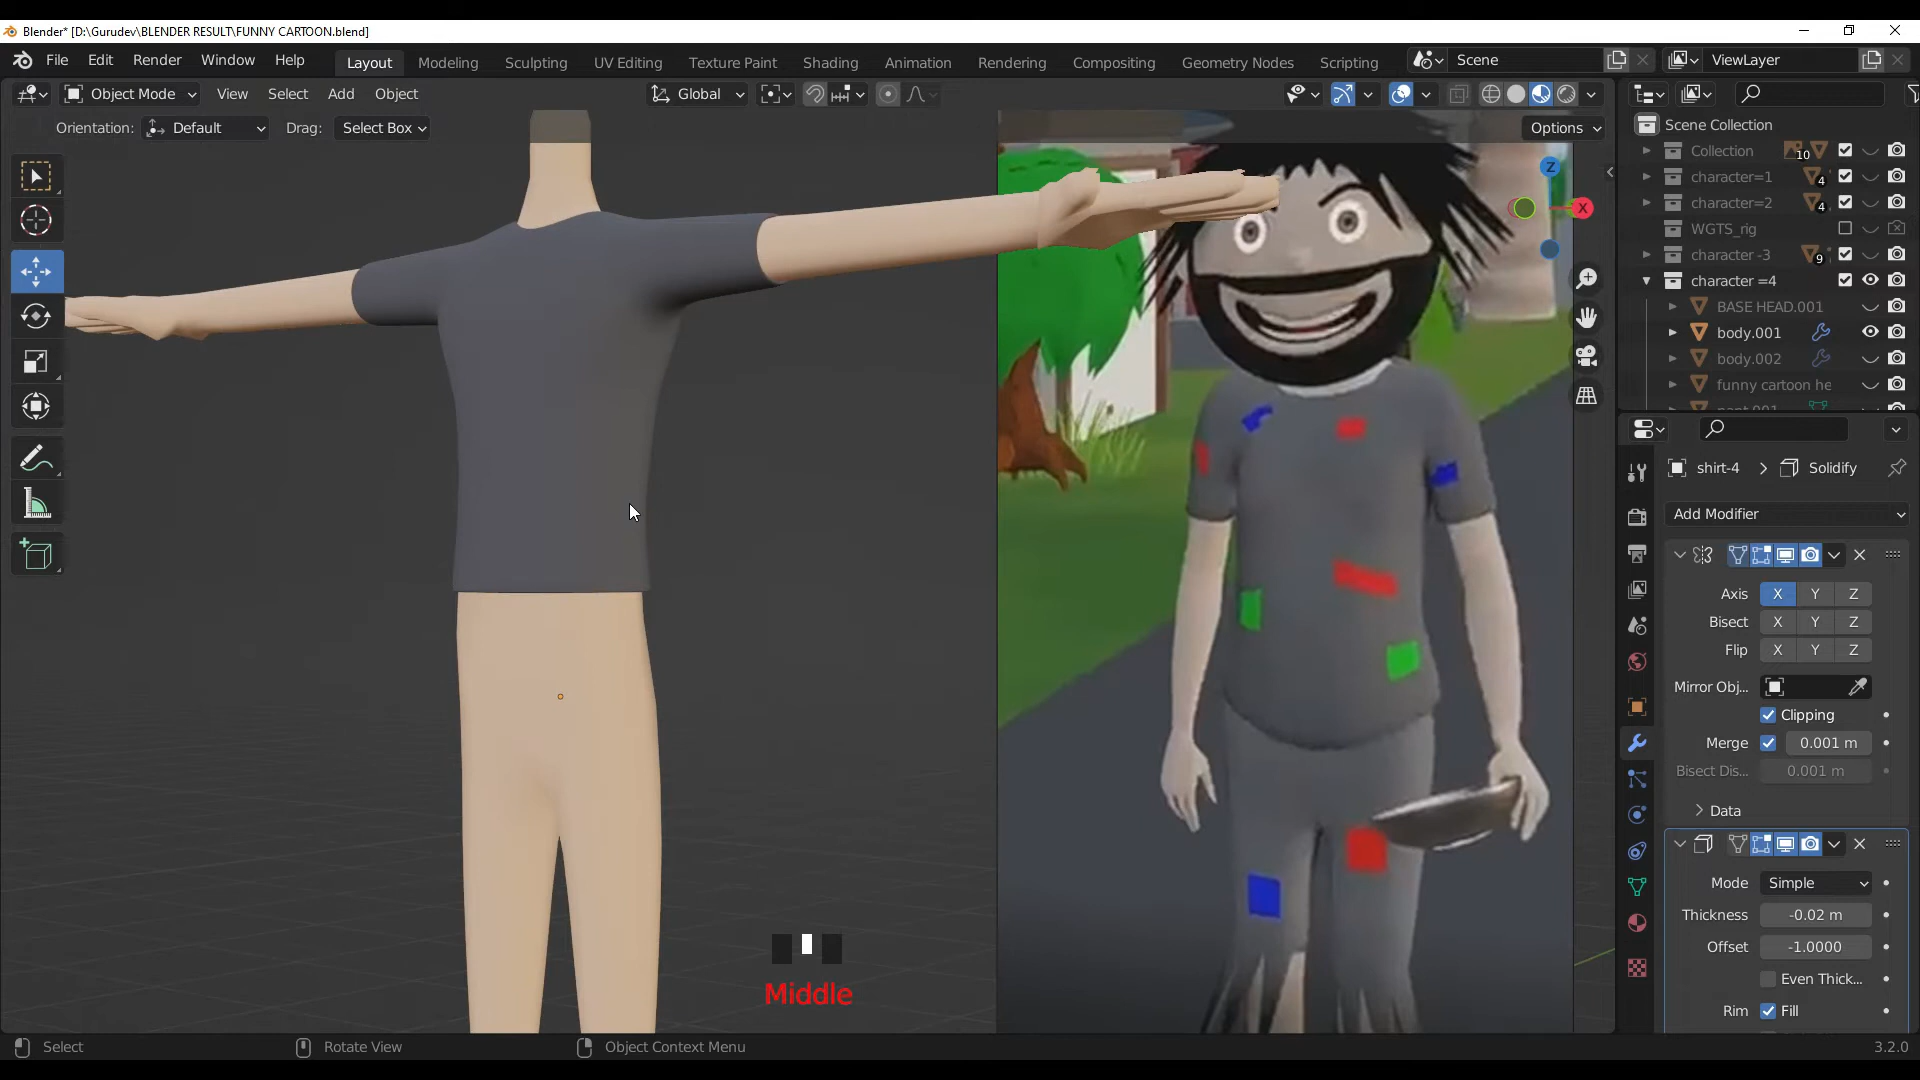 Blender* [D:\Gurudev\BLENDER RESULT\FUNNY CARTOON.blend]
File Edit Render Window Help Layout Modeling Sculpting UV Editing Texture Paint Shading Animation Rendering Compositing Geometry Nodes Scripting Scene ViewLayer
Object Mode View Select Add Object Global
Orientation: Default Drag: Select Box Options
Scene Collection
Collection 10
character=1 4
character=2 4
WGTS_rig
character -3 9
character =4
BASE HEAD.001
body.001
body.002
funny cartoon he
Z
X
shirt-4 > Solidify
Add Modifier
Axis X Y Z
Bisect X Y Z
Flip X Y Z
Mirror Obj...
Clipping
Merge 0.001 m
Bisect Dis... 0.001 m
Data
Mode Simple
Thickness -0.02 m
Offset -1.0000
Even Thick...
Rim Fill
Middle
Select Rotate View Object Context Menu 3.2.0